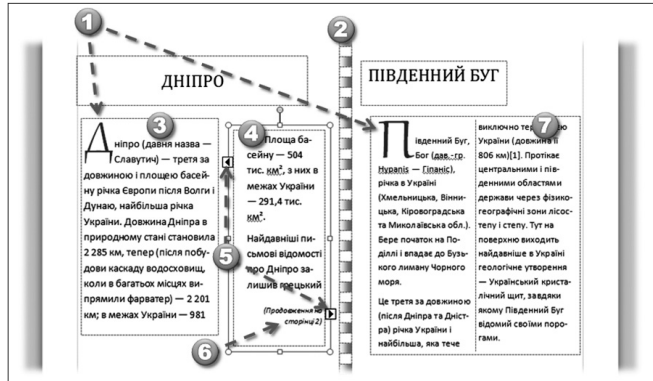 1
2
ДНІПРО
ПІВДЕННИЙ БУГ
3
Дніпро (давня назва —
Славутич) — третя за
довжиною і площею басей-
ну річка Європи після Волги і
Дунаю, найбільша річка
України. Довжина Дніпра в
природному стані становила
2 285 км, тепер (після побу-
дови каскаду водосховищ,
коли в багатьох місцях ви-
прямили фарватер) — 2 201
км; в межах України — 981
4
Площа ба-
сейну — 504
тис. км², з них в
межах України
— 291,4 тис.
км².
Найдавніші пи-
сьмові відомості
про Дніпро за-
лишив грецький
(Продовження на
сторінці 2)
5
6
Південний Буг,
Бог (дав.-гр.
Hypanis — Гіпаніс),
річка в Україні
(Хмельницька, Вінни-
цька, Кіровоградська
та Миколаївська обл.).
Бере початок на По-
діллі і впадає до Бузь-
кого лиману Чорного
моря.
Це третя за довжиною
(після Дніпра та Дніст-
ра) річка України і
найбільша, яка тече
7
виключно
України (довжина її
806 км)[1]. Протікає
центральними і пів-
денними областями
держави через фізико-
географічні зони лісос-
тепу і степу. Тут на
поверхню виходить
найдавніше в Україні
геологічне утворення
— Український криста-
лічний щит, завдяки
якому Південний Буг
відомий своїми поро-
гами.